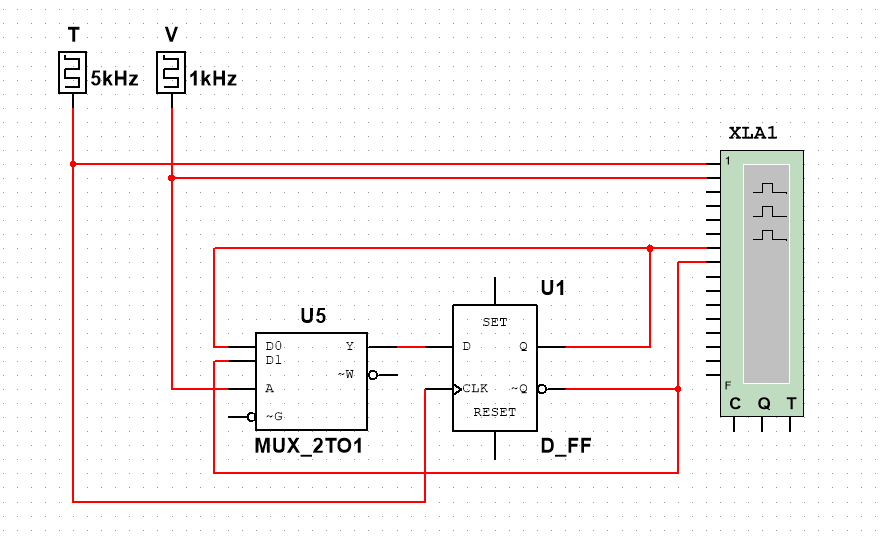 T V
5kHz 1kHz
XLA1
1
U1
U5
SET
D0 Y D Q
D1
~W
A CLK ~Q
F
C Q T
~G RESET
MUX_2TO1 D_FF